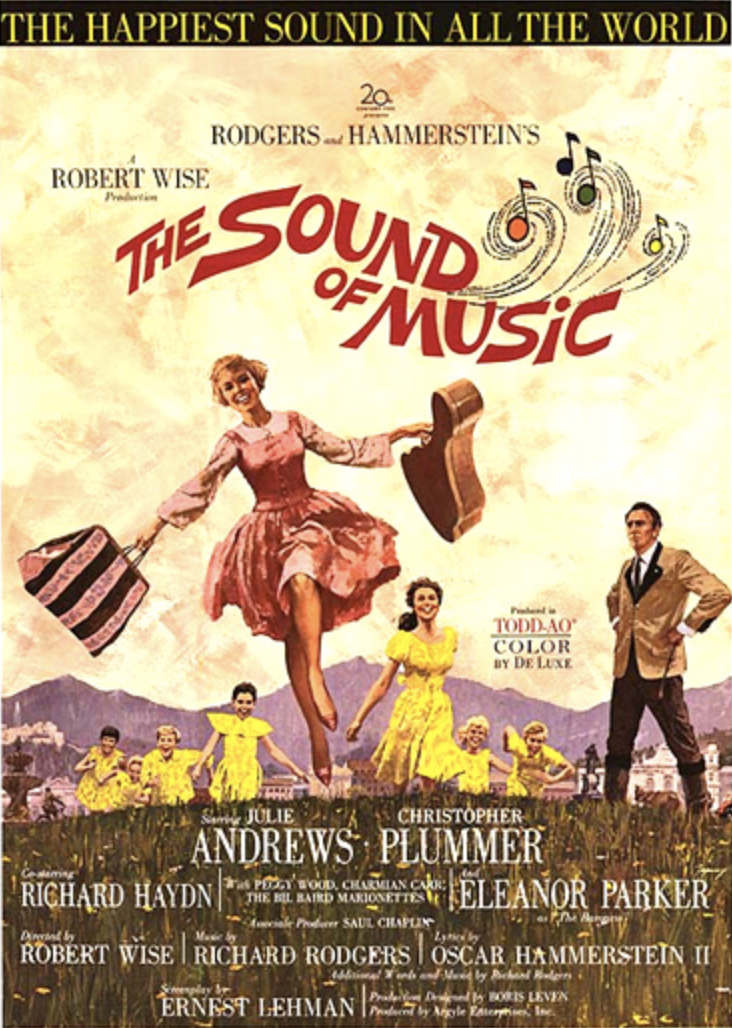 THE HAPPIEST SOUND IN ALL THE WORLD
20
CENTURY-FOX
presents
RODGERS and HAMMERSTEIN'S
A
ROBERT WISE
Production
THE SOUND
OF MUSIC
Produced in
TODD-AO®
COLOR
BY DE LUXE
Starring JULIE ANDREWS · CHRISTOPHER PLUMMER
Co-starring
RICHARD HAYDN
With PEGGY WOOD, CHARMIAN CARR,
THE BIL BAIRD MARIONETTES
And
ELEANOR PARKER
as "The Baroness"
Associate Producer SAUL CHAPLIN
Directed by
ROBERT WISE
Music by
RICHARD RODGERS
Lyrics by
OSCAR HAMMERSTEIN II
Additional Words and Music by Richard Rodgers
Screenplay by
ERNEST LEHMAN
Production Designed by BORIS LEVEN
Produced by Argyle Enterprises, Inc.